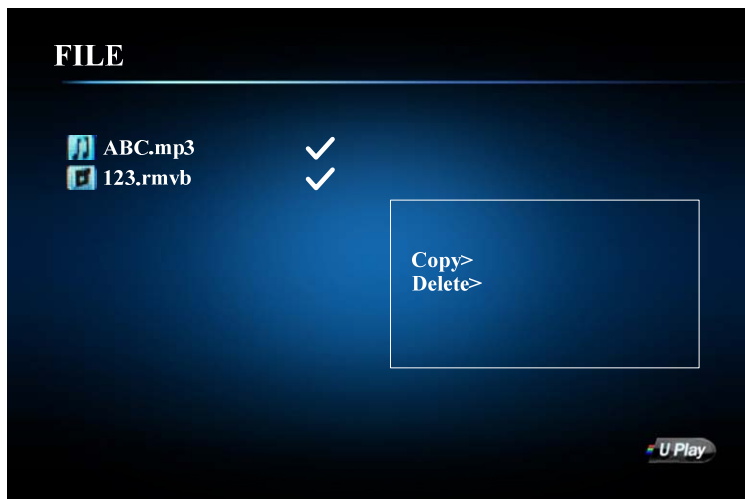 FILE
ABC.mp3
123.rmvb
Copy>
Delete>
U Play